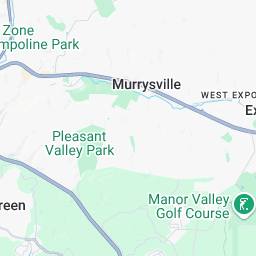 Zone
mpoline Park
Murrysville
WEST EXPO
Ex
Pleasant
Valley Park
Manor Valley
Golf Course
reen